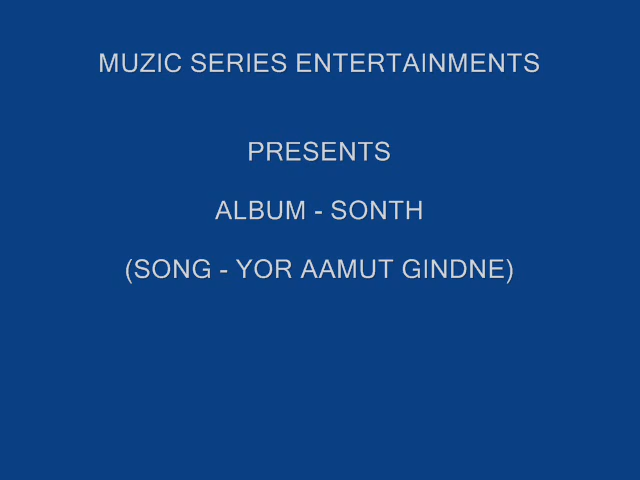 MUZIC SERIES ENTERTAINMENTS
PRESENTS
ALBUM - SONTH
(SONG - YOR AAMUT GINDNE)